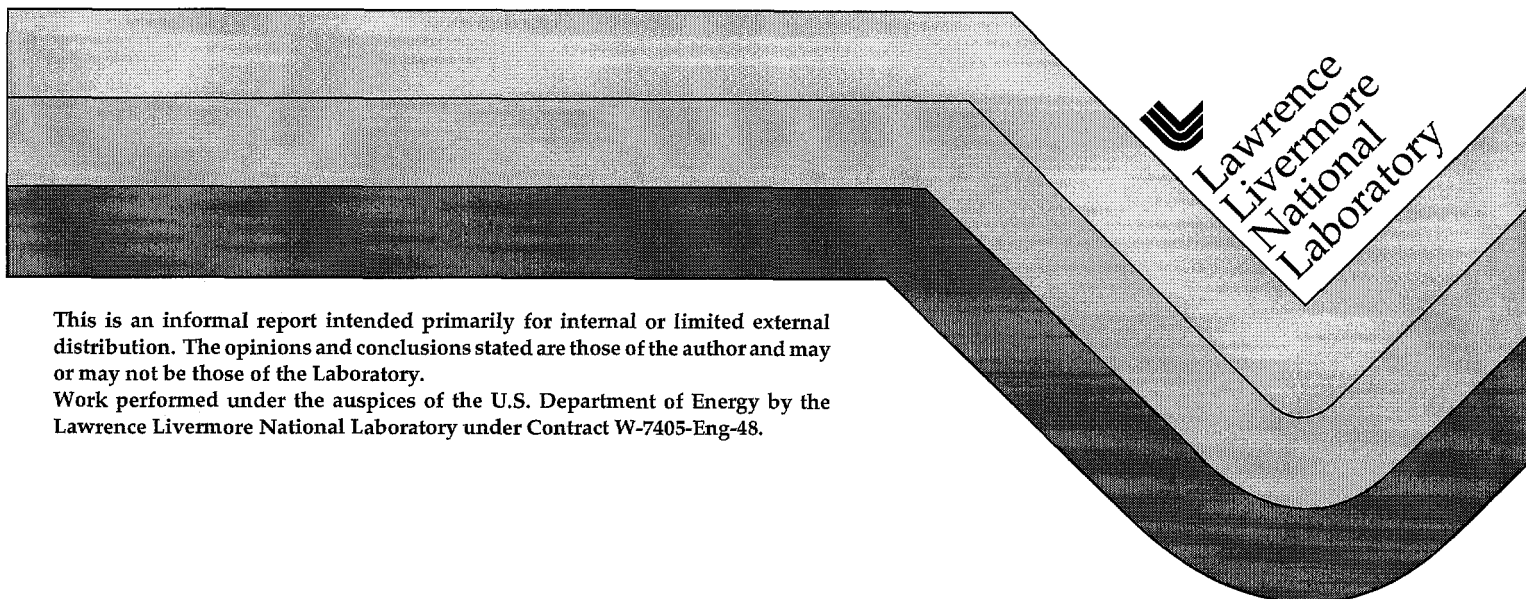 Lawrence
Livermore
National
Laboratory
This is an informal report intended primarily for internal or limited external
distribution. The opinions and conclusions stated are those of the author and may
or may not be those of the Laboratory.
Work performed under the auspices of the U.S. Department of Energy by the
Lawrence Livermore National Laboratory under Contract W-7405-Eng-48.